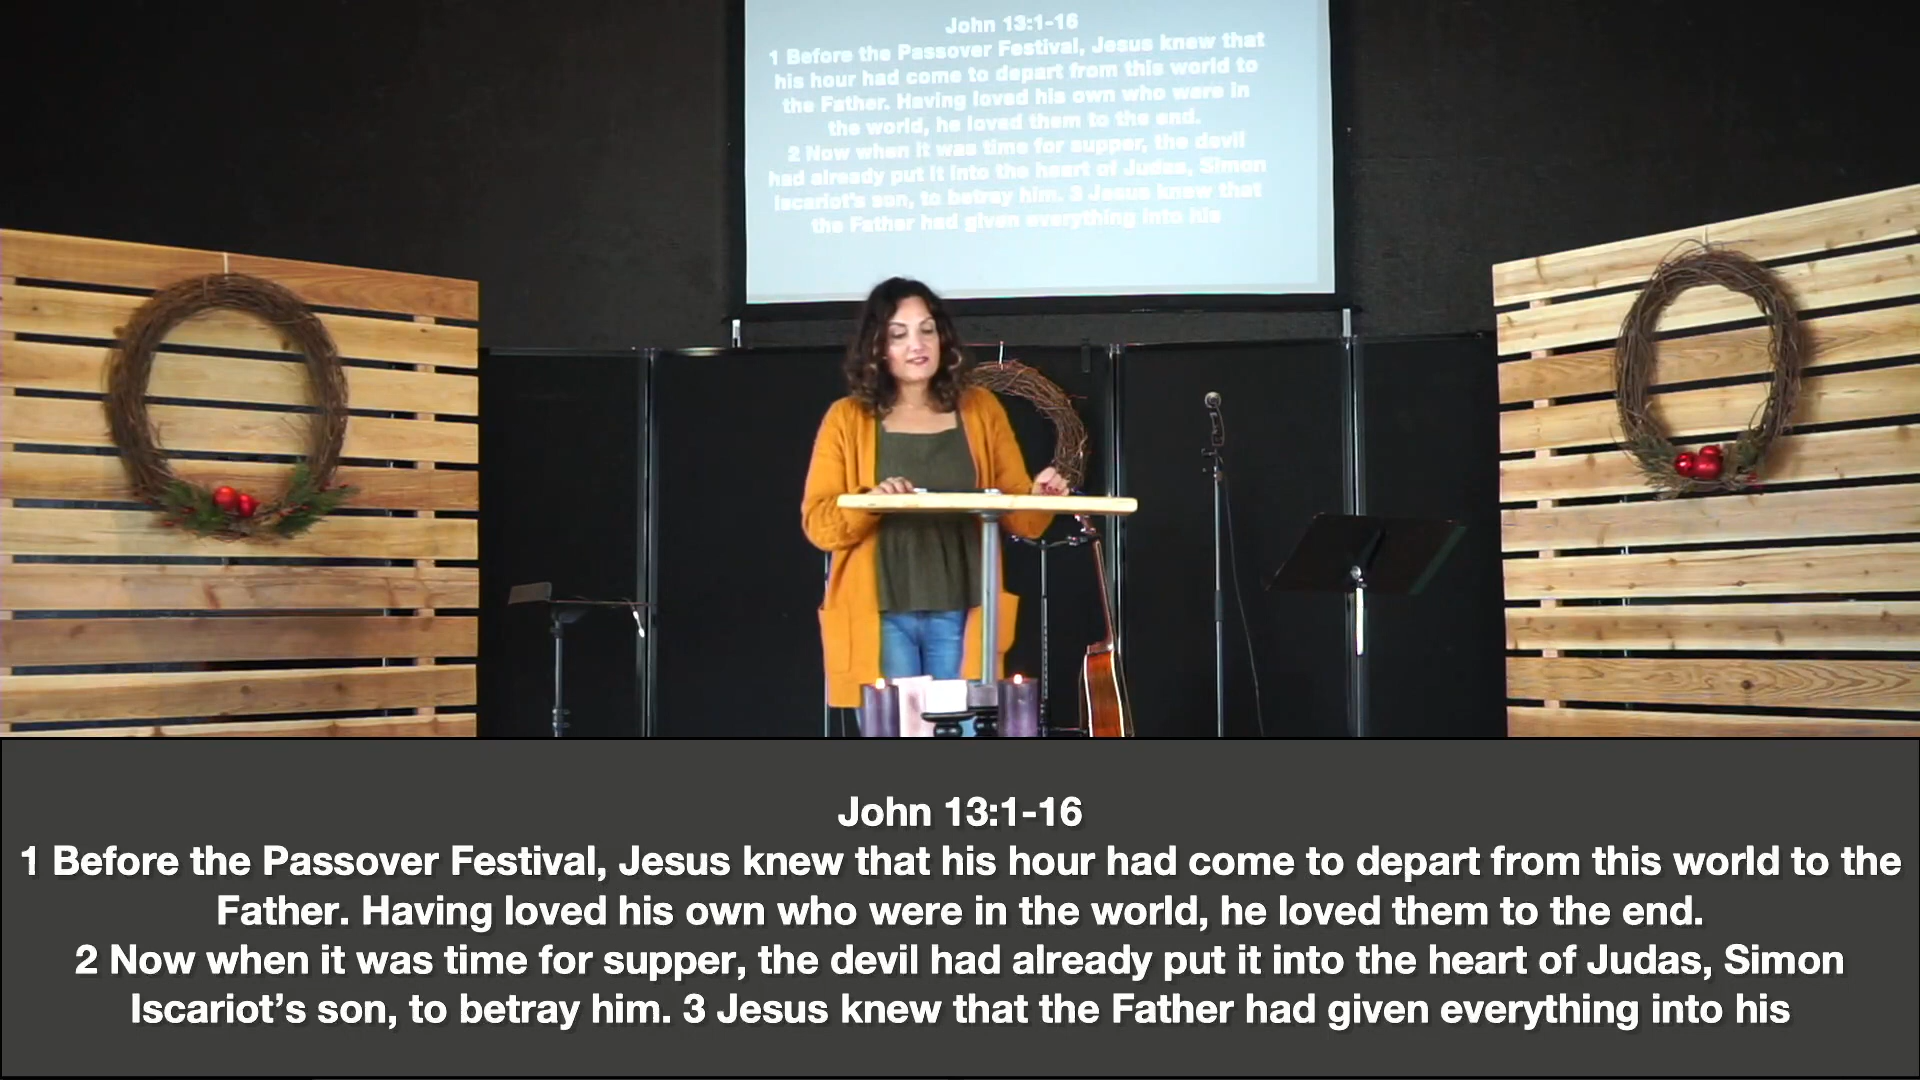 John 13:1-16
1 Before the Passover Festival, Jesus knew that
his hour had come to depart from this world to
the Father. Having loved his own who were in
the world, he loved them to the end.
2 Now when it was time for supper, the devil
had already put it into the heart of Judas, Simon
Iscariot's son, to betray him. 3 Jesus knew that
the Father had given everything into his
John 13:1-16
1 Before the Passover Festival, Jesus knew that his hour had come to depart from this world to the
Father. Having loved his own who were in the world, he loved them to the end.
2 Now when it was time for supper, the devil had already put it into the heart of Judas, Simon
Iscariot’s son, to betray him. 3 Jesus knew that the Father had given everything into his